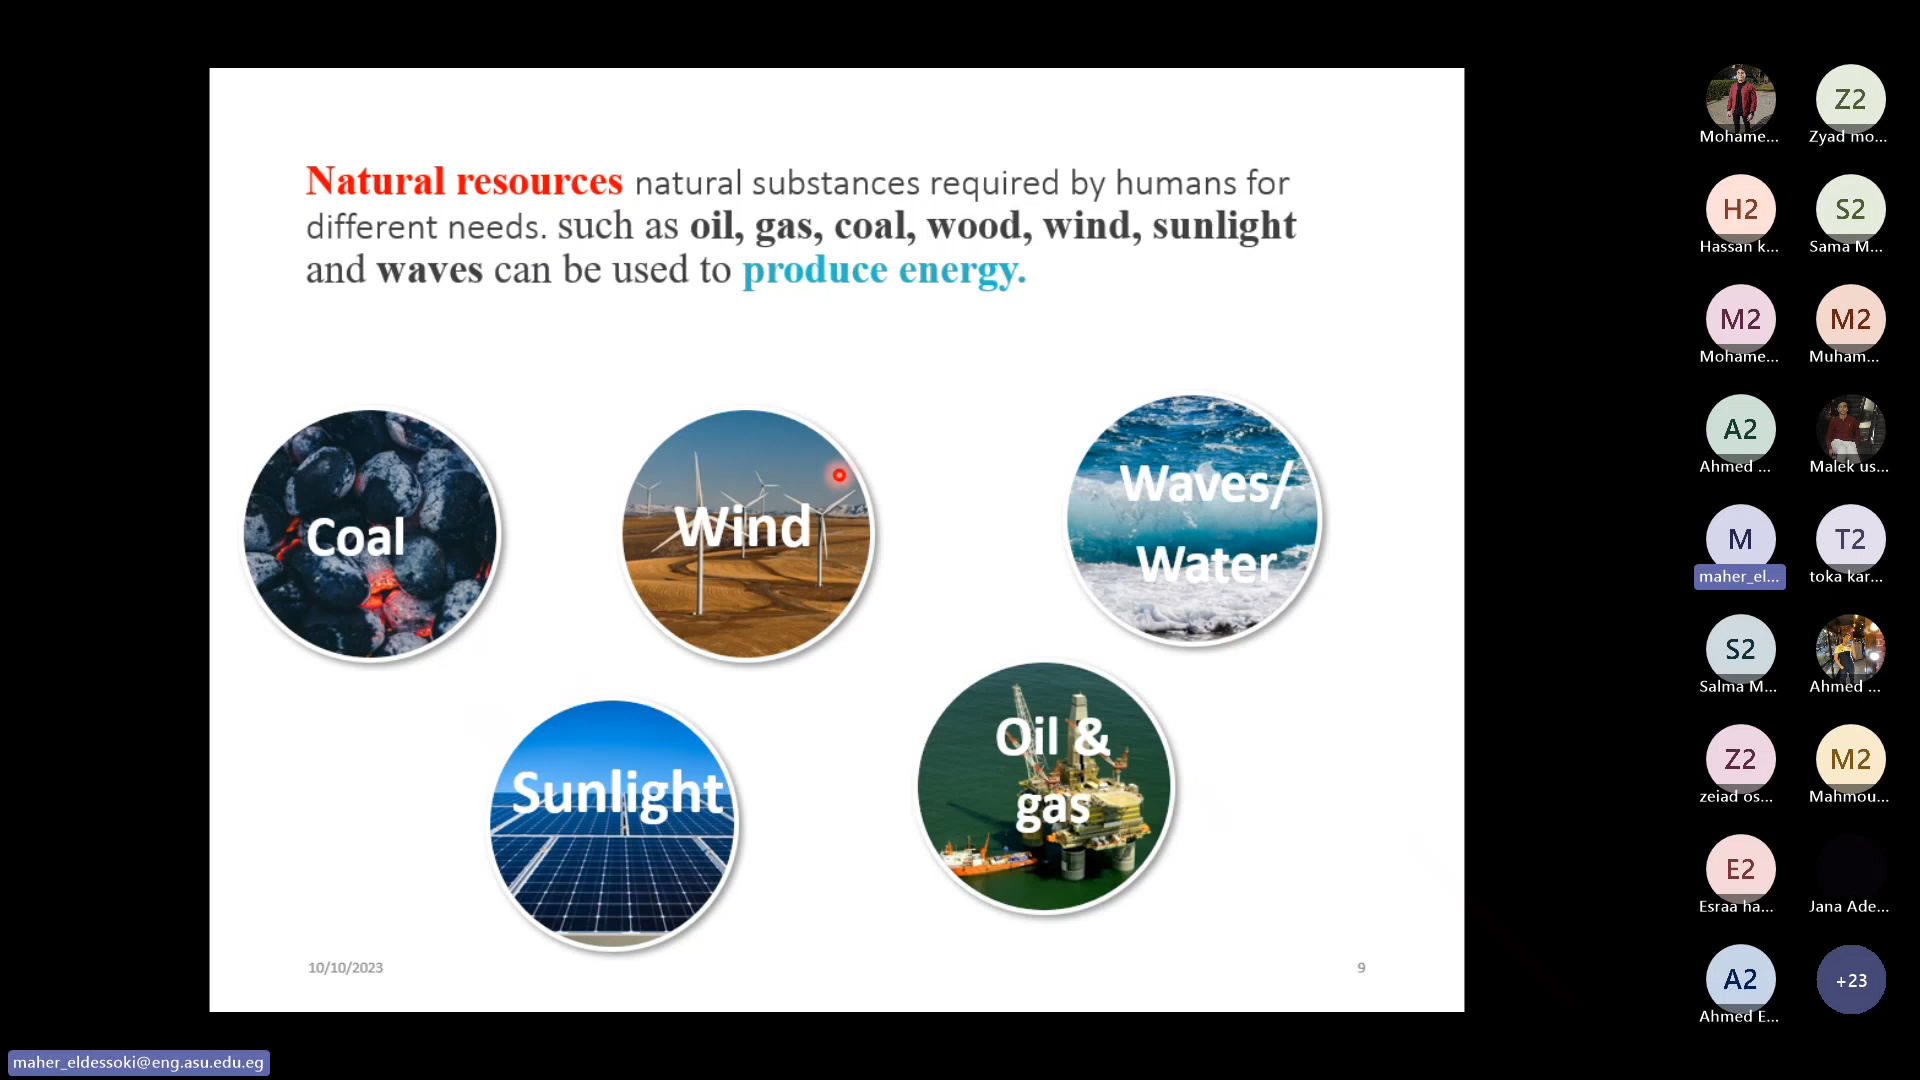 Natural resources natural substances required by humans for
different needs. such as oil, gas, coal, wood, wind, sunlight
and waves can be used to produce energy.
Coal
Wind
Waves/
Water
Sunlight
Oil &
gas
10/10/2023
9
Mohame...
Z2
Zyad mo...
H2
Hassan k...
S2
Sama M...
M2
Mohame...
M2
Muham...
A2
Ahmed ...
Malek us...
M
maher_el...
T2
toka kar...
S2
Salma M...
Ahmed ...
Z2
zeiad os...
M2
Mahmou...
E2
Esraa ha...
Jana Ade...
A2
Ahmed E...
+23
maher_eldessoki@eng.asu.edu.eg